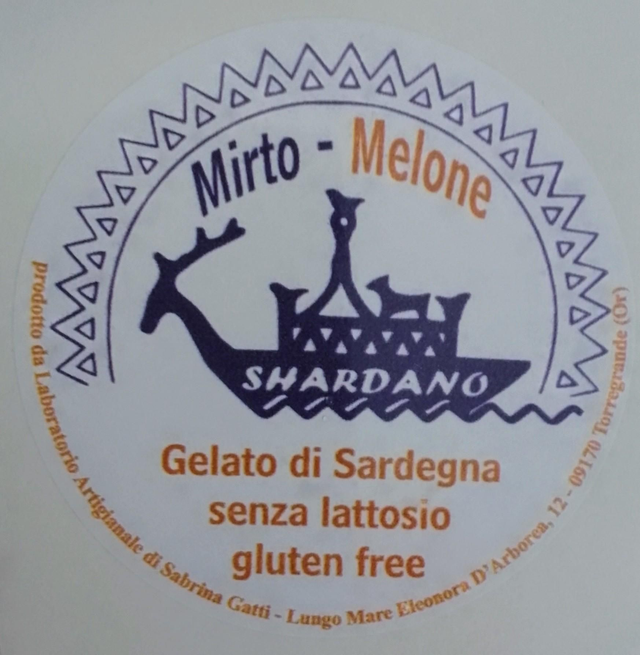 Mirto - Melone
SHARDANO
Gelato di Sardegna
senza lattosio
gluten free
prodotto da Laboratorio Artigianale di Sabrina Gatti - Lungo Mare Eleonora D'Arborea, 12 - 09170 Torregrande (Or)